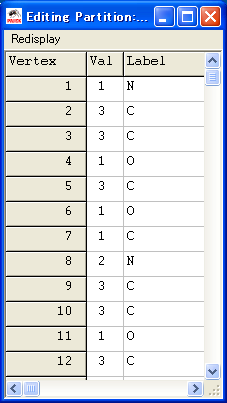 Editing Partition:...
Redisplay
Vertex Val Label
1 1 N
2 3 C
3 3 C
4 1 O
5 3 C
6 1 O
7 1 C
8 2 N
9 3 C
10 3 C
11 1 O
12 3 C